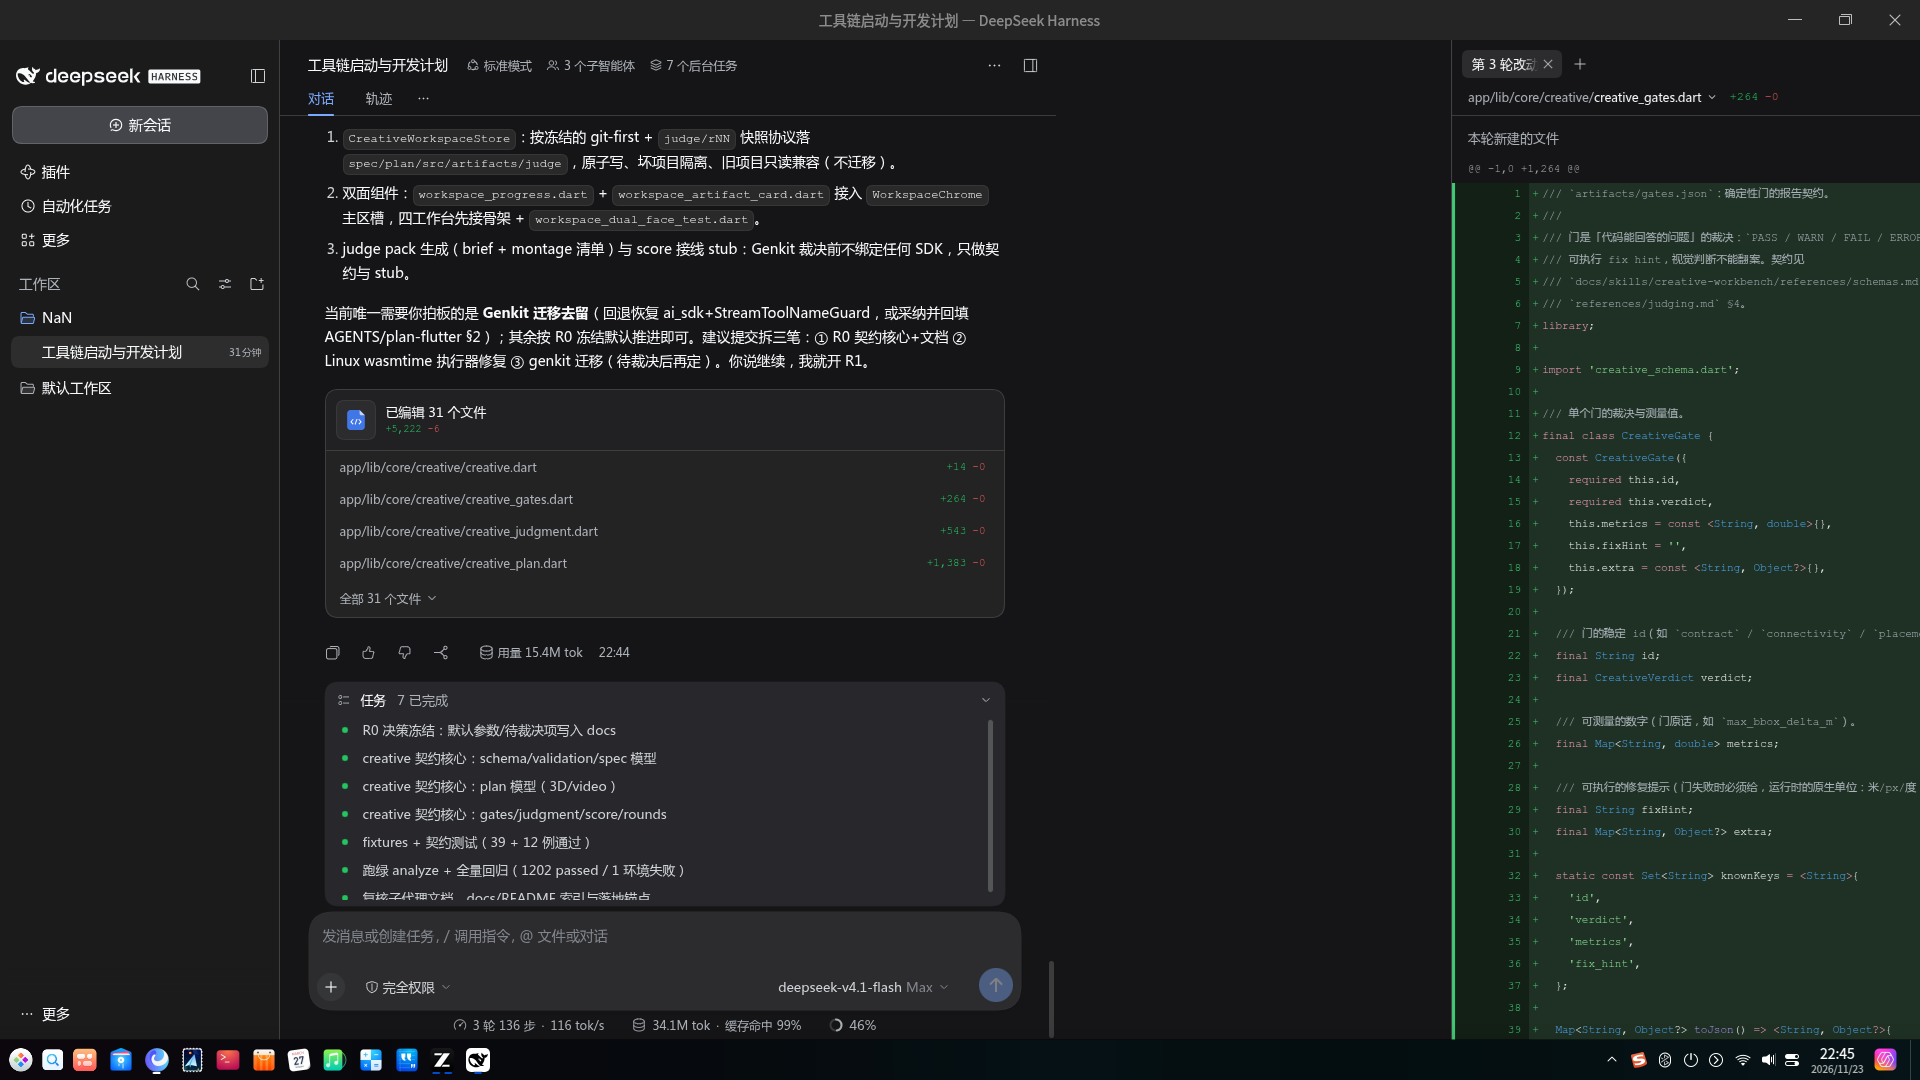 工具链启动与开发计划 — DeepSeek Harness
deepseek HARNESS
新会话
插件
自动化任务
更多
工作区
NaN
工具链启动与开发计划 31分钟
默认工作区
更多
工具链启动与开发计划 标准模式 3 个子智能体 7 个后台任务
对话 轨迹
1. CreativeWorkspaceStore：按冻结的 git-first + judge/rNN 快照协议落
spec/plan/src/artifacts/judge，原子写、坏项目隔离、旧项目只读兼容（不迁移）。
2. 双面组件：workspace_progress.dart + workspace_artifact_card.dart 接入 WorkspaceChrome
主区槽，四工作台先接骨架 + workspace_dual_face_test.dart。
3. judge pack 生成（brief + montage 清单）与 score 接线 stub：Genkit 裁决前不绑定任何 SDK，只做契
约与 stub。
当前唯一需要你拍板的是 Genkit 迁移去留（回退恢复 ai_sdk+StreamToolNameGuard，或采纳并回填
AGENTS/plan-flutter §2）；其余按 R0 冻结默认推进即可。建议提交拆三笔：① R0 契约核心+文档 ②
Linux wasmtime 执行器修复 ③ genkit 迁移（待裁决后再定）。你说继续，我就开 R1。
已编辑 31 个文件
+5,222 -6
app/lib/core/creative/creative.dart +14 -0
app/lib/core/creative/creative_gates.dart +264 -0
app/lib/core/creative/creative_judgment.dart +543 -0
app/lib/core/creative/creative_plan.dart +1,383 -0
全部 31 个文件
用量 15.4M tok 22:44
任务 7 已完成
R0 决策冻结：默认参数/待裁决项写入 docs
creative 契约核心：schema/validation/spec 模型
creative 契约核心：plan 模型（3D/video）
creative 契约核心：gates/judgment/score/rounds
fixtures + 契约测试（39 + 12 例通过）
跑绿 analyze + 全量回归（1202 passed / 1 环境失败）
复核子代理文档、docs/README 索引与落地锚点
发消息或创建任务, / 调用指令, @ 文件或对话
完全权限 deepseek-v4.1-flash Max
3 轮 136 步 · 116 tok/s 34.1M tok · 缓存命中 99% 46%
第 3 轮改动
app/lib/core/creative/creative_gates.dart +264 -0
本轮新建的文件
@@ -1,0 +1,264 @@
1 + /// `artifacts/gates.json`：确定性门的报告契约。
2 + ///
3 + /// 门是「代码能回答的问题」的裁决：`PASS / WARN / FAIL / ERROR
4 + /// 可执行 fix hint，视觉判断不能翻案。契约见
5 + /// `docs/skills/creative-workbench/references/schemas.md
6 + /// `references/judging.md` §4。
7 + library;
8 +
9 + import 'creative_schema.dart';
10 +
11 + /// 单个门的裁决与测量值。
12 + final class CreativeGate {
13 + const CreativeGate({
14 + required this.id,
15 + required this.verdict,
16 + this.metrics = const <String, double>{},
17 + this.fixHint = '',
18 + this.extra = const <String, Object?>{},
19 + });
20 +
21 + /// 门的稳定 id（如 `contract` / `connectivity` / `placeme
22 + final String id;
23 + final CreativeVerdict verdict;
24 +
25 + /// 可测量的数字（门原话，如 `max_bbox_delta_m`）。
26 + final Map<String, double> metrics;
27 +
28 + /// 可执行的修复提示（门失败时必须给，运行时的原生单位：米/px/度
29 + final String fixHint;
30 + final Map<String, Object?> extra;
31 +
32 + static const Set<String> knownKeys = <String>{
33 + 'id',
34 + 'verdict',
35 + 'metrics',
36 + 'fix_hint',
37 + };
38 +
39 + Map<String, Object?> toJson() => <String, Object?>{
22:45
2026/11/23